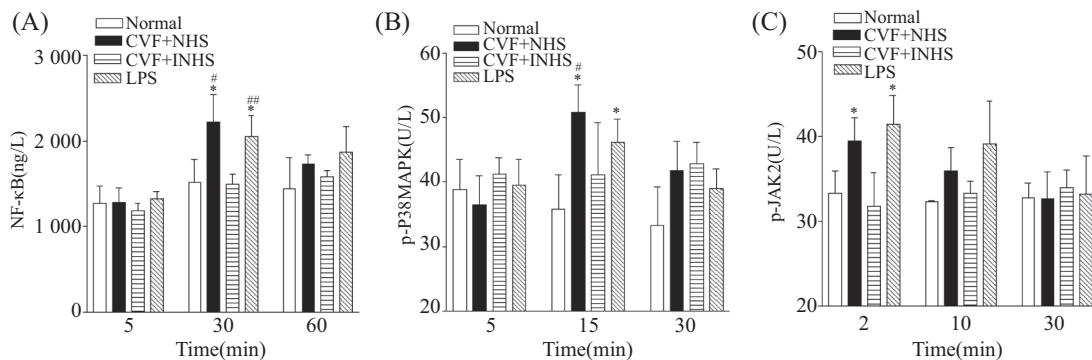 (A)
Normal
CVF+NHS
CVF+INHS
LPS
3 000
2 000
1 000
0
NF-κB(ng/L)
#
*
##
*
5 30 60
Time(min)
(B)
Normal
CVF+NHS
CVF+INHS
LPS
60
50
40
30
20
p-P38MAPK(U/L)
#
*
*
5 15 30
Time(min)
(C)
Normal
CVF+NHS
CVF+INHS
LPS
50
40
30
20
p-JAK2(U/L)
*
*
2 10 30
Time(min)